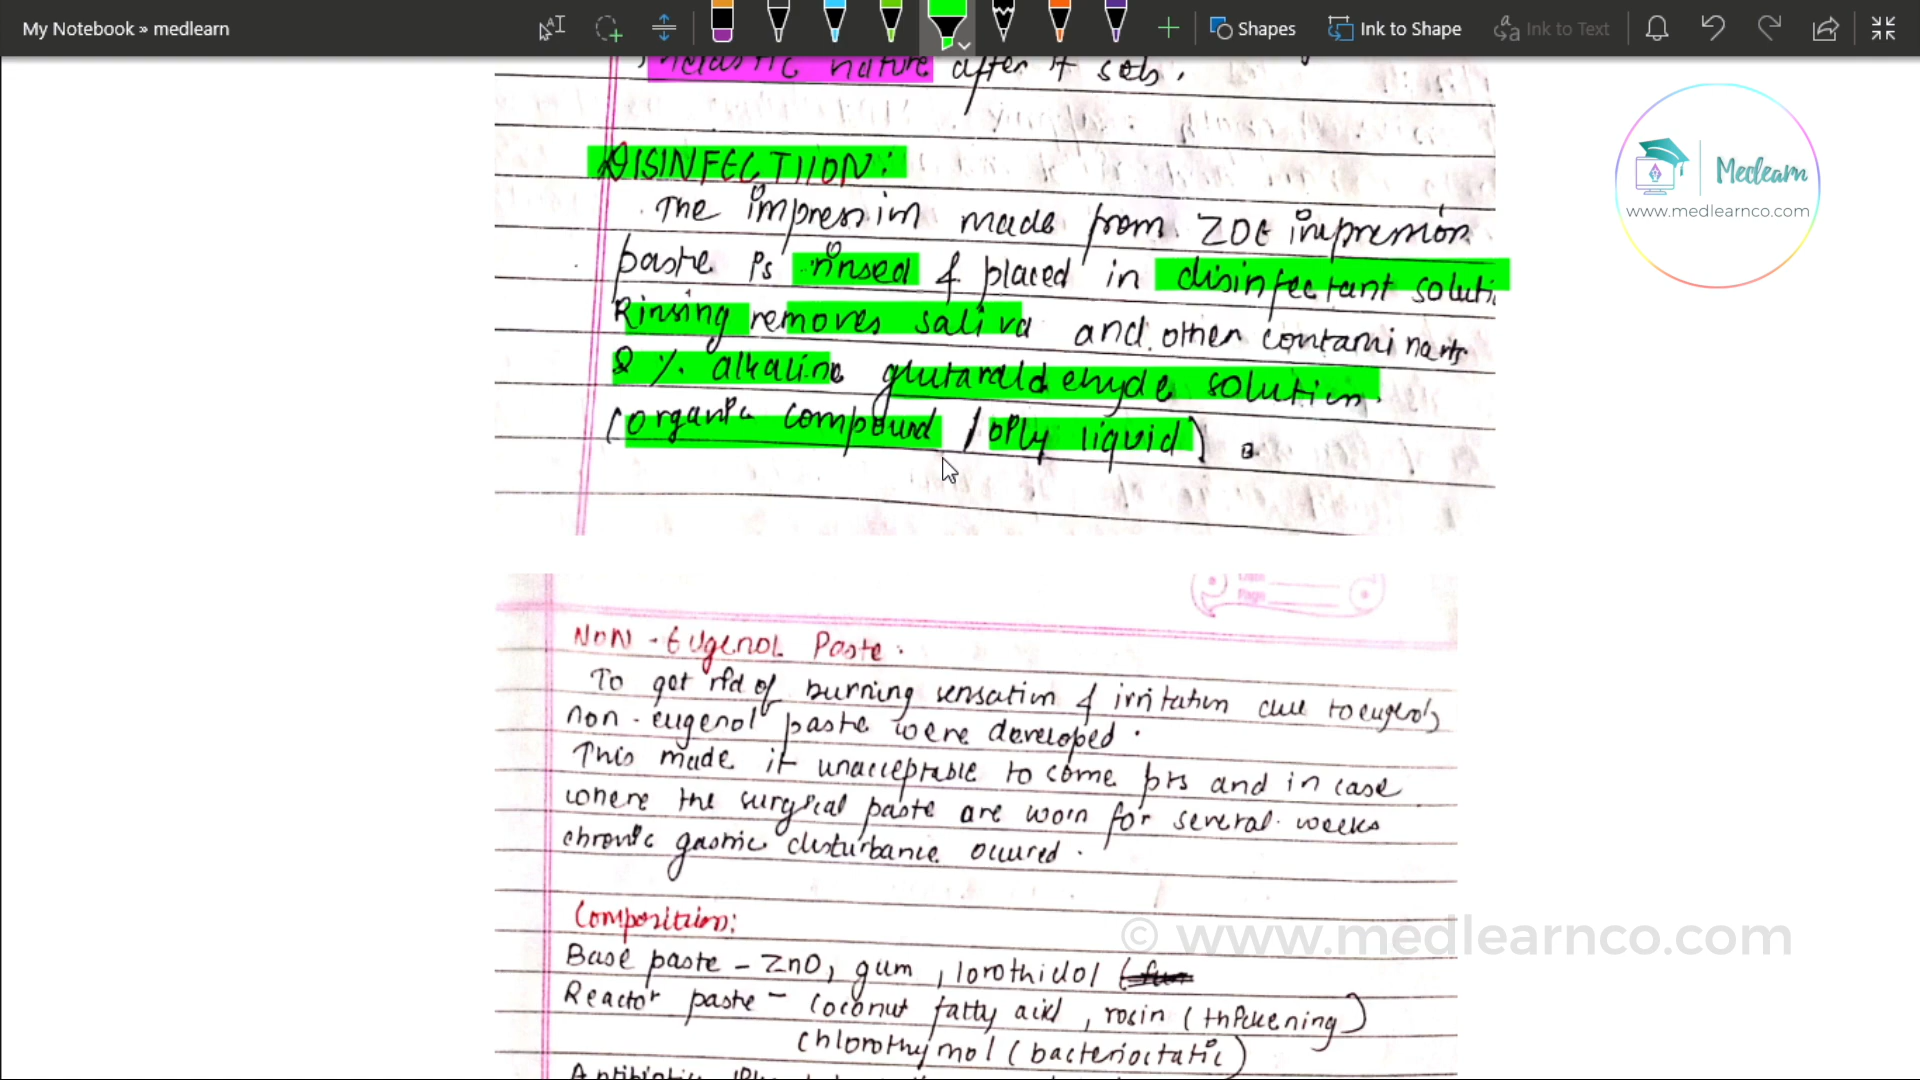 My Notebook » medlearn
Shapes
Ink to Shape
Ink to Text
inelastic nature after it sets.
DISINFECTIION:
The impression made from ZOE impression
paste is rinsed & placed in disinfectant soluti
Rinsing removes saliva and other contaminants
2 % alkaline glutaraldehyde solution.
(organic compound / oily liquid)
Medlearn
www.medlearnco.com
NON - EUgENOL PASTE.
To get rid of burning sensation & irritation due to eugenol,
non-eugenol paste were developed.
This made it unacceptable to come pts and in case
where the surgical paste are worn for several weeks
chronic gastric disturbance occured.
Composition:
Base paste - ZnO, gum, lorothidol
Reactor paste - coconut fatty acid, rosin (thickening)
chlorothymol (bacteriostatic)
© www.medlearnco.com